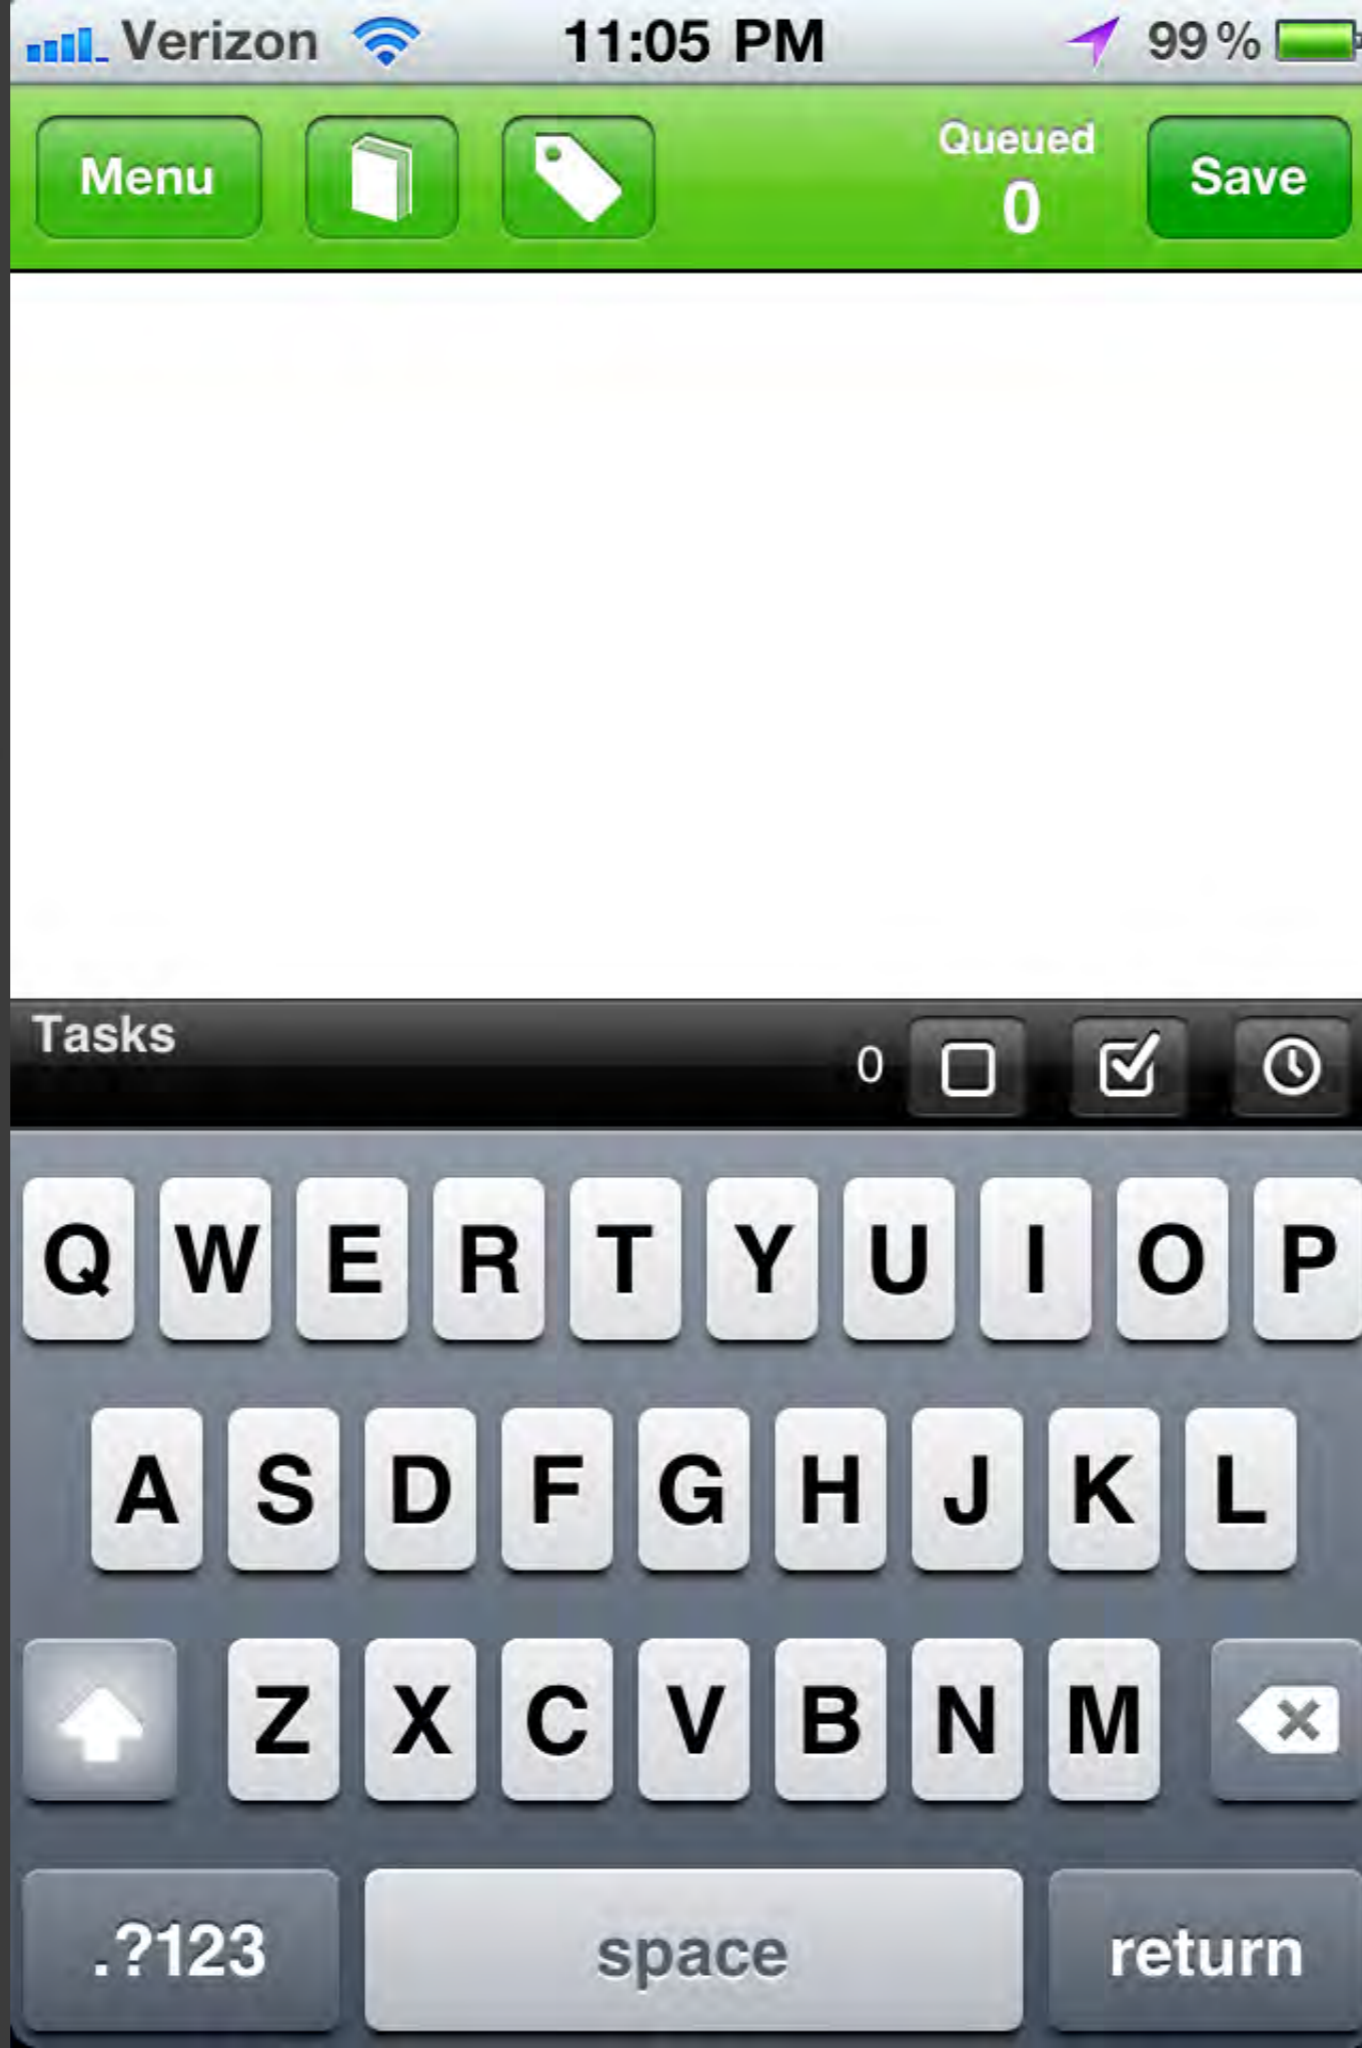 Verizon 11:05 PM 99%
Menu Queued 0 Save
Tasks 0
Q W E R T Y U I O P
A S D F G H J K L
Z X C V B N M
.?123 space return